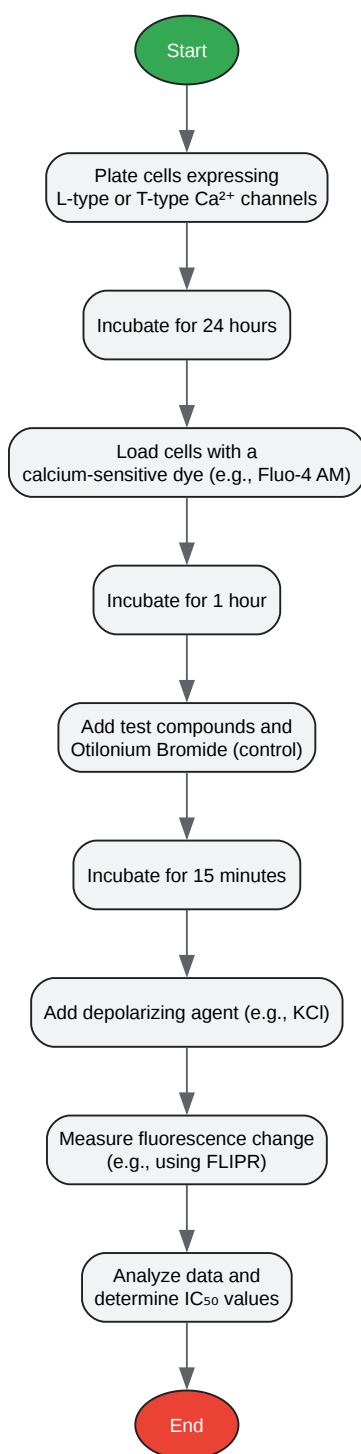 Start
Plate cells expressing
L-type or T-type Ca²⁺ channels
Incubate for 24 hours
Load cells with a
calcium-sensitive dye (e.g., Fluo-4 AM)
Incubate for 1 hour
Add test compounds and
Otilonium Bromide (control)
Incubate for 15 minutes
Add depolarizing agent (e.g., KCl)
Measure fluorescence change
(e.g., using FLIPR)
Analyze data and
determine IC₅₀ values
End